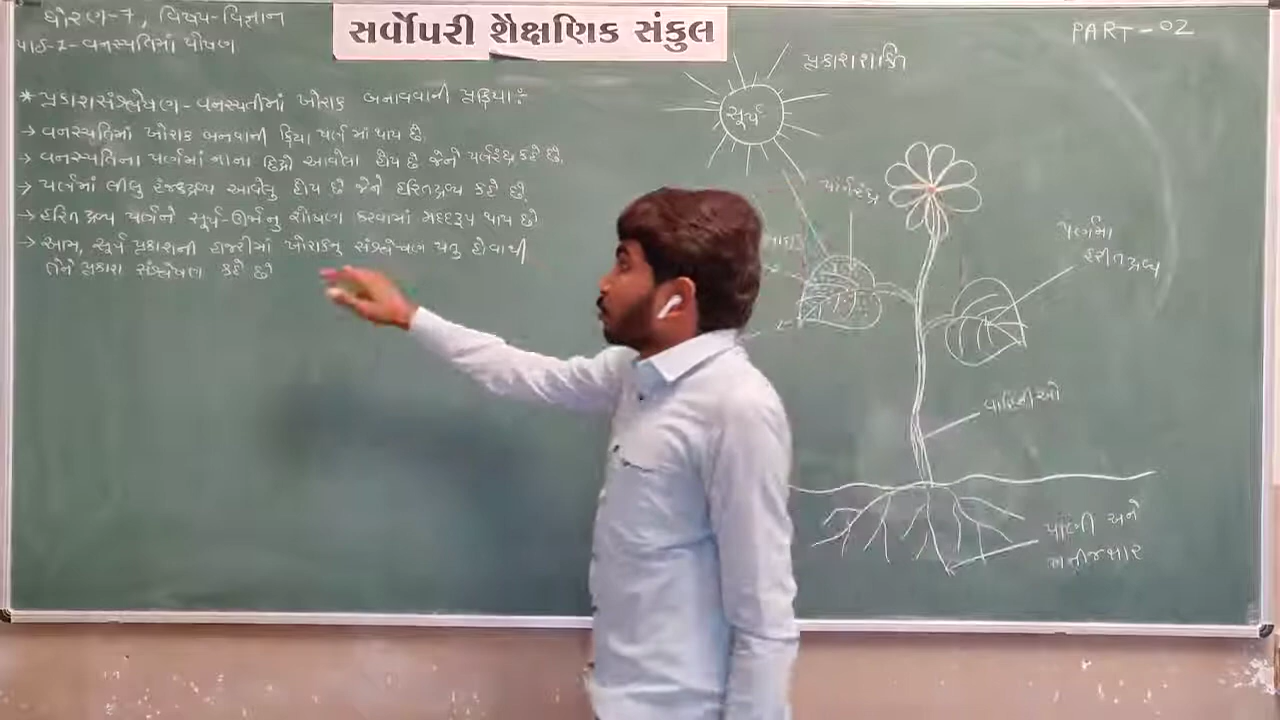 ધોરણ-7, વિષય-વિજ્ઞાન
પાઠ-1-વનસ્પતિમાં પોષણ
સર્વોપરી શૈક્ષણિક સંકુલ
PART-02
* પ્રકાશસંશ્લેષણ-વનસ્પતીમાં ખોરાક બનાવવાની પ્રક્રિયા:-
→ વનસ્પતિમાં ખોરાક બનવાની ક્રિયા પર્ણ માં થાય છે.
→ વનસ્પતિના પર્ણમાં નાના છિદ્રો આવેલા હોય છે જેને પર્ણરંધ્ર કહે છે.
→ પર્ણમાં લીલુ રંજકદ્રવ્ય આવેલુ હોય છે જેને હરિતદ્રવ્ય કહે છે.
→ હરિતદ્રવ્ય પર્ણને સૂર્ય-ઊર્જાનુ શોષણ કરવામાં મદદરૂપ થાય છે.
→ આમ, સૂર્ય પ્રકાશની હાજરીમાં ખોરાકનુ સંશ્લેષણ થતુ હોવાથી
તેને પ્રકાશ સંશ્લેષણ કહે છે
પ્રકાશશક્તિ
સૂર્ય
પર્ણરંધ્ર
પર્ણમાં
હરીતદ્રવ્ય
વાહિનીઓ
પાણી અને
ખનીજક્ષાર